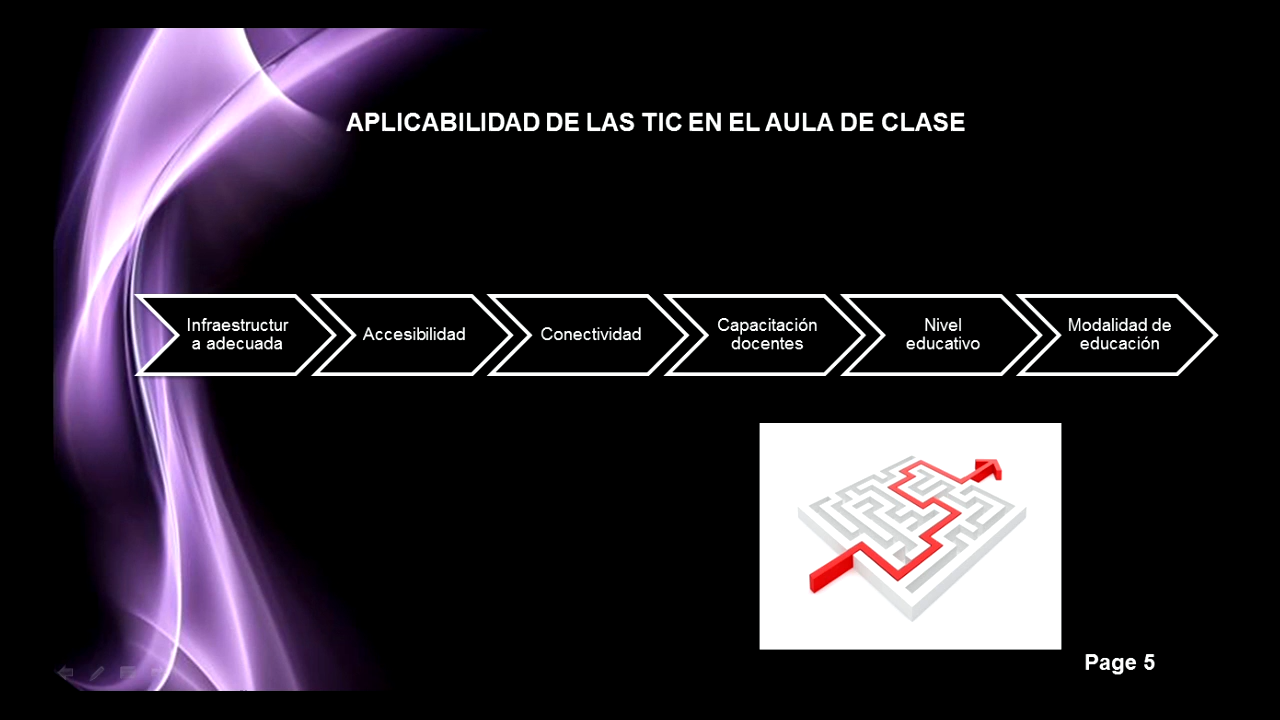 APLICABILIDAD DE LAS TIC EN EL AULA DE CLASE
Infraestructur
a adecuada
Accesibilidad
Conectividad
Capacitación
docentes
Nivel
educativo
Modalidad de
educación
Page 5